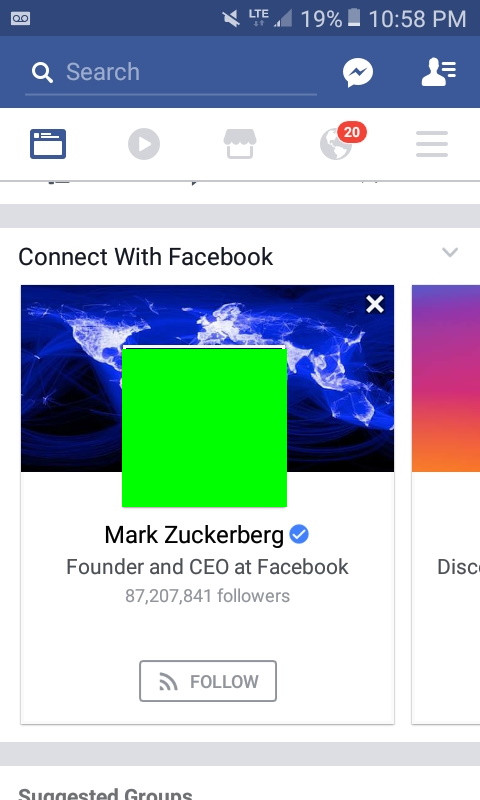 LTE 19% 10:58 PM
Search
20
Connect With Facebook
Mark Zuckerberg
Founder and CEO at Facebook
Disc
87,207,841 followers
FOLLOW
Suggested Groups